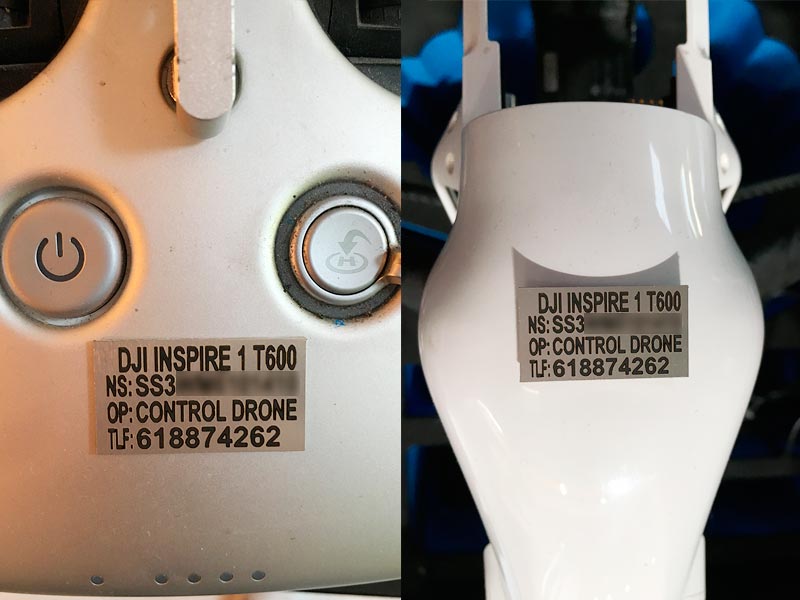 DJI INSPIRE 1 T600
NS: SS3
OP: CONTROL DRONE
TLF: 618874262
H
DJI INSPIRE 1 T600
NS: SS3
OP: CONTROL DRONE
TLF: 618874262